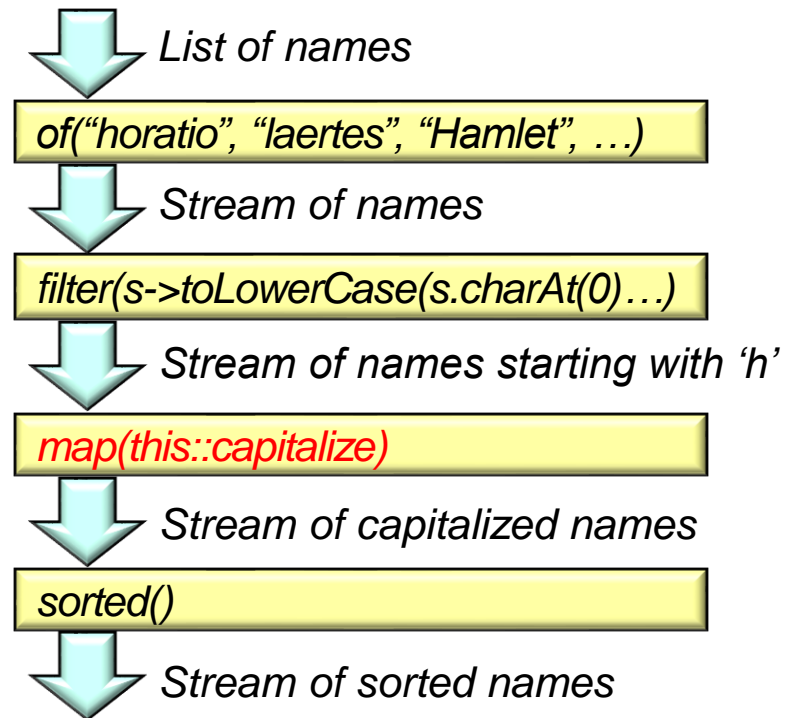 List of names
of(“horatio”, “laertes”, “Hamlet”, …)
Stream of names
filter(s->toLowerCase(s.charAt(0)…)
Stream of names starting with ‘h’
map(this::capitalize)
Stream of capitalized names
sorted()
Stream of sorted names